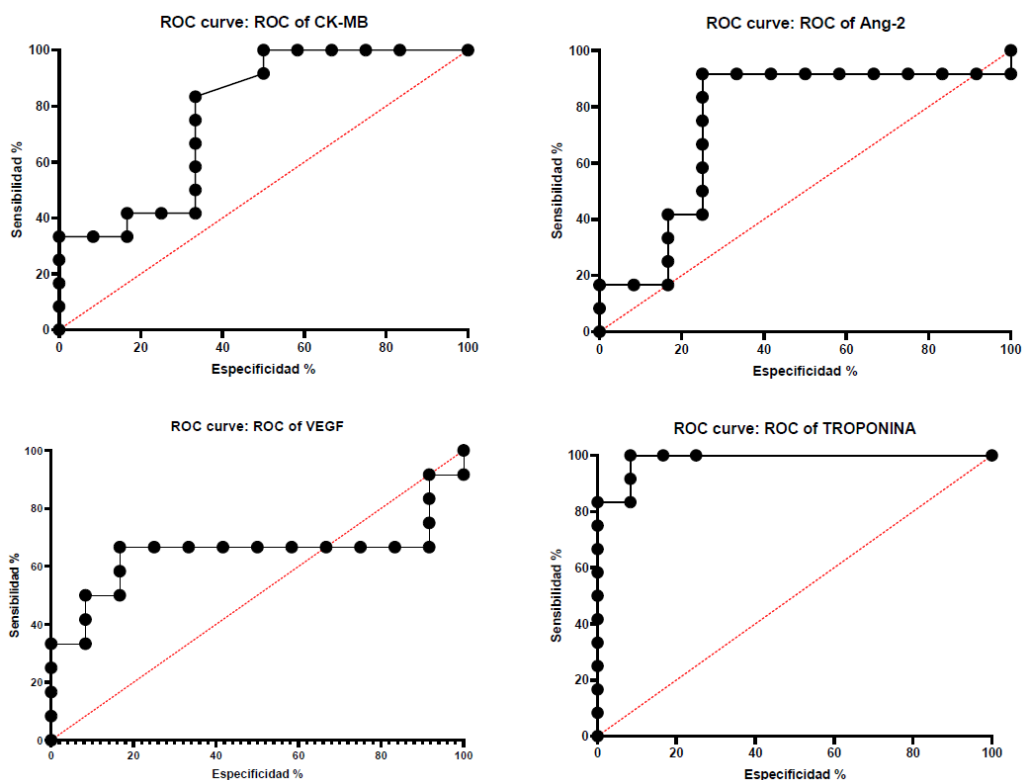 ROC curve: ROC of CK-MB
100
80
60
40
20
0
Sensibilidad %
0 20 40 60 80 100
Especificidad %
ROC curve: ROC of Ang-2
100
80
60
40
20
0
Sensibilidad %
0 20 40 60 80 100
Especificidad %
ROC curve: ROC of VEGF
100
80
60
40
20
0
Sensibilidad %
0 20 40 60 80 100
Especificidad %
ROC curve: ROC of TROPONINA
100
80
60
40
20
0
Sensibilidad %
0 20 40 60 80 100
Especificidad %